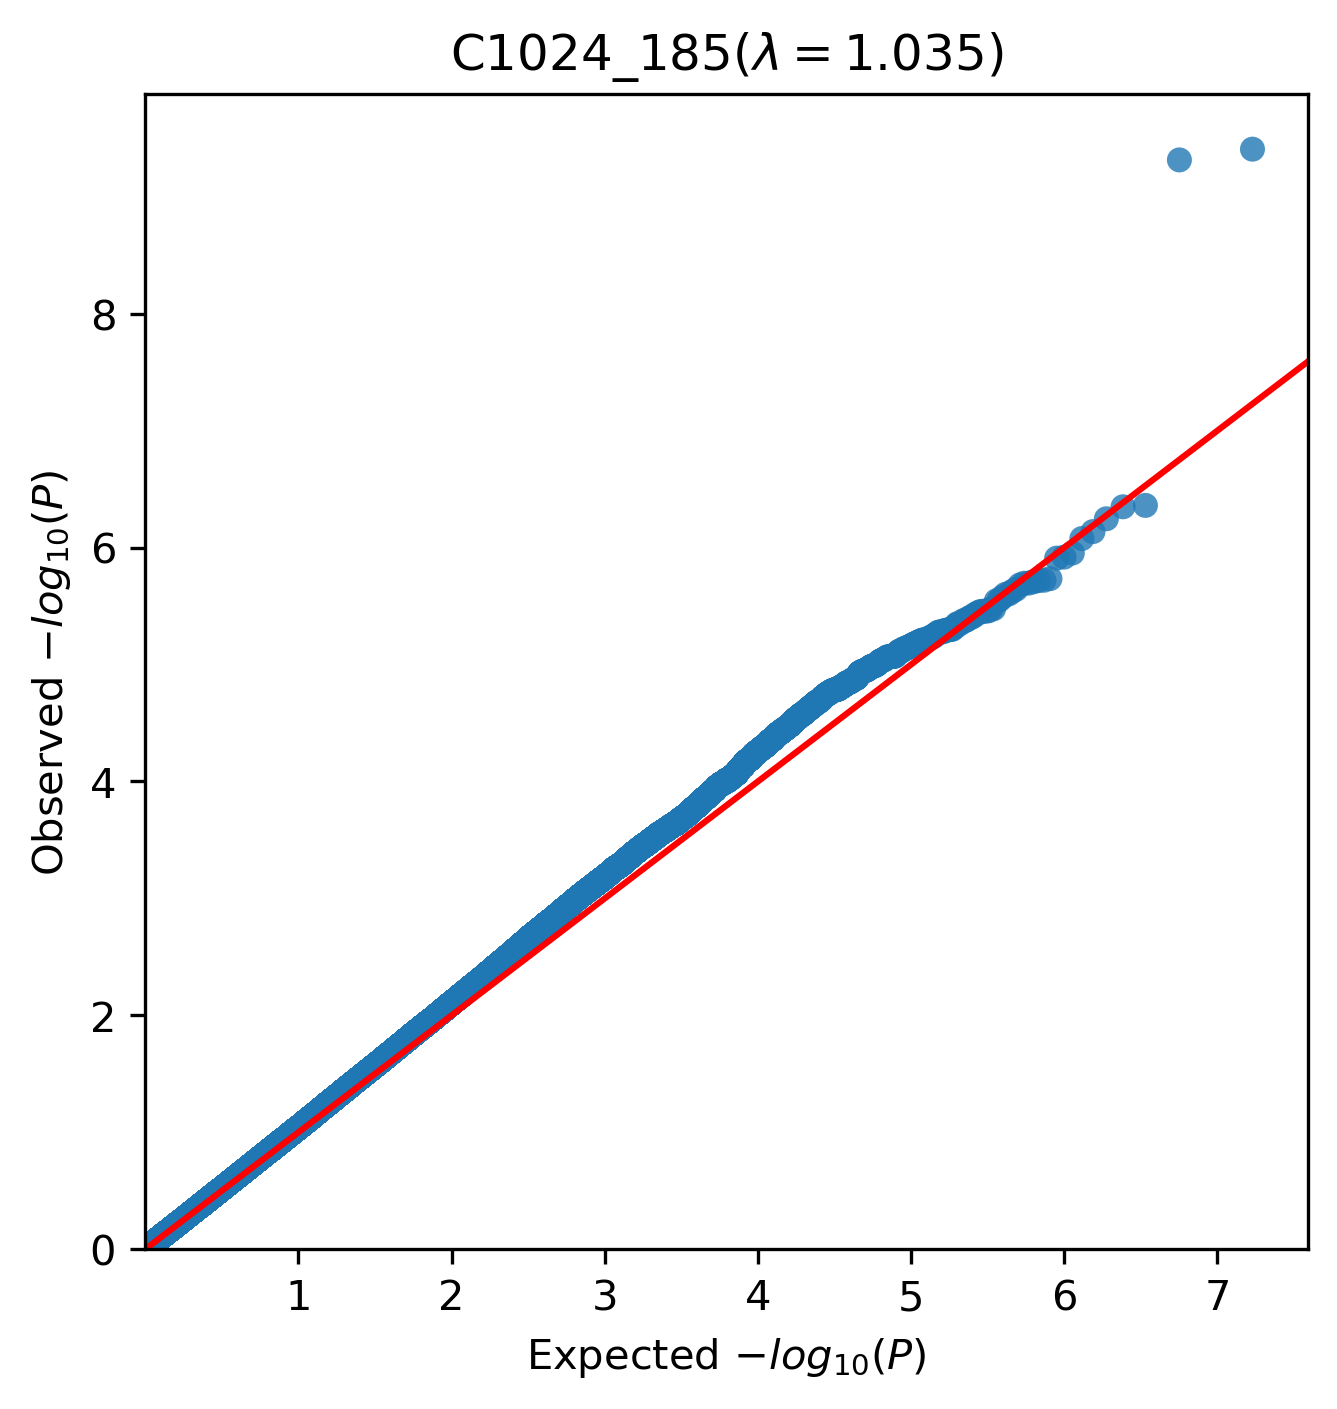 C1024_185(λ = 1.035)
Observed −log₁₀(P)
8
6
4
2
0
1 2 3 4 5 6 7
Expected −log₁₀(P)